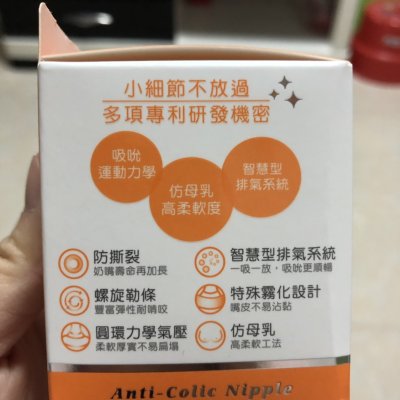 小細節不放過
多項專利研發機密
吸吮
運動力學
仿母乳
高柔軟度
智慧型
排氣系統
防撕裂
奶嘴壽命再加長
智慧型排氣系統
一吸一放，吸吮更順暢
螺旋勒條
豐富彈性耐啃咬
特殊霧化設計
嘴皮不易沾黏
圓環力學氣壓
柔軟厚實不易扁塌
仿母乳
高柔軟工法
Anti-Colic Nipple